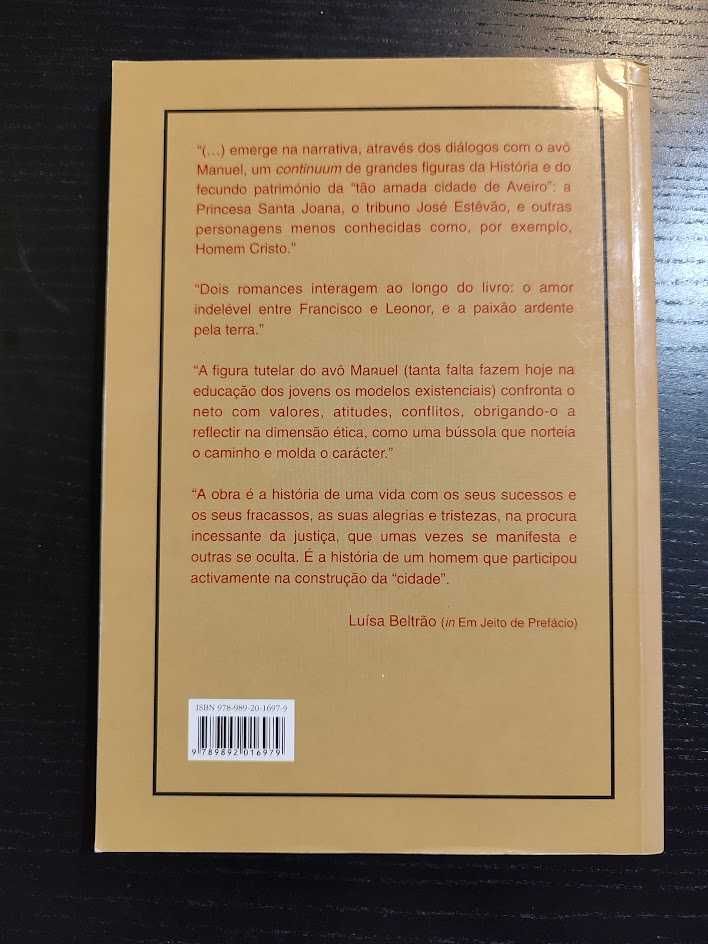 “(...) emerge na narrativa, através dos diálogos com o avô
Manuel, um continuum de grandes figuras da História e do
fecundo património da “tão amada cidade de Aveiro”: a
Princesa Santa Joana, o tribuno José Estêvão, e outras
personagens menos conhecidas como, por exemplo,
Homem Cristo.”
“Dois romances interagem ao longo do livro: o amor
indelével entre Francisco e Leonor, e a paixão ardente
pela terra.”
“A figura tutelar do avô Manuel (tanta falta fazem hoje na
educação dos jovens os modelos existenciais) confronta o
neto com valores, atitudes, conflitos, obrigando-o a
reflectir na dimensão ética, como uma bússola que norteia
o caminho e molda o carácter.”
“A obra é a história de uma vida com os seus sucessos e
os seus fracassos, as suas alegrias e tristezas, na procura
incessante da justiça, que umas vezes se manifesta e
outras se oculta. É a história de um homem que participou
activamente na construção da “cidade”.
Luísa Beltrão (in Em Jeito de Prefácio)
ISBN 978-989-20-1697-9
9 789892 016979